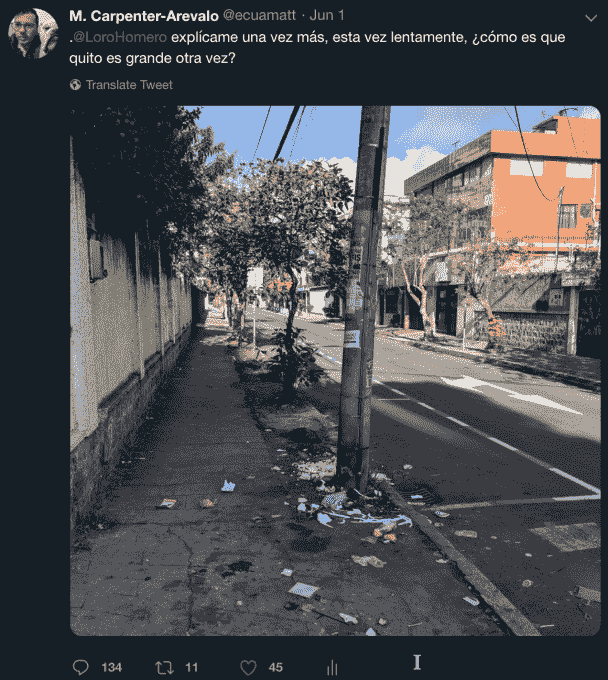 M. Carpenter-Arevalo @ecuamatt · Jun 1
.@LoroHomero explícame una vez más, esta vez lentamente, ¿cómo es que
quito es grande otra vez?
Translate Tweet
134 11 45